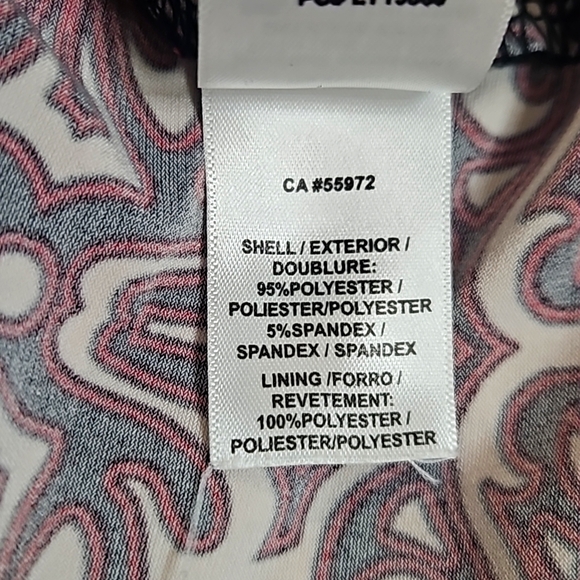 CA #55972
SHELL / EXTERIOR /
DOUBLURE:
95%POLYESTER /
POLIESTER/POLYESTER
5%SPANDEX /
SPANDEX / SPANDEX
LINING /FORRO /
REVETEMENT:
100%POLYESTER /
POLIESTER/POLYESTER